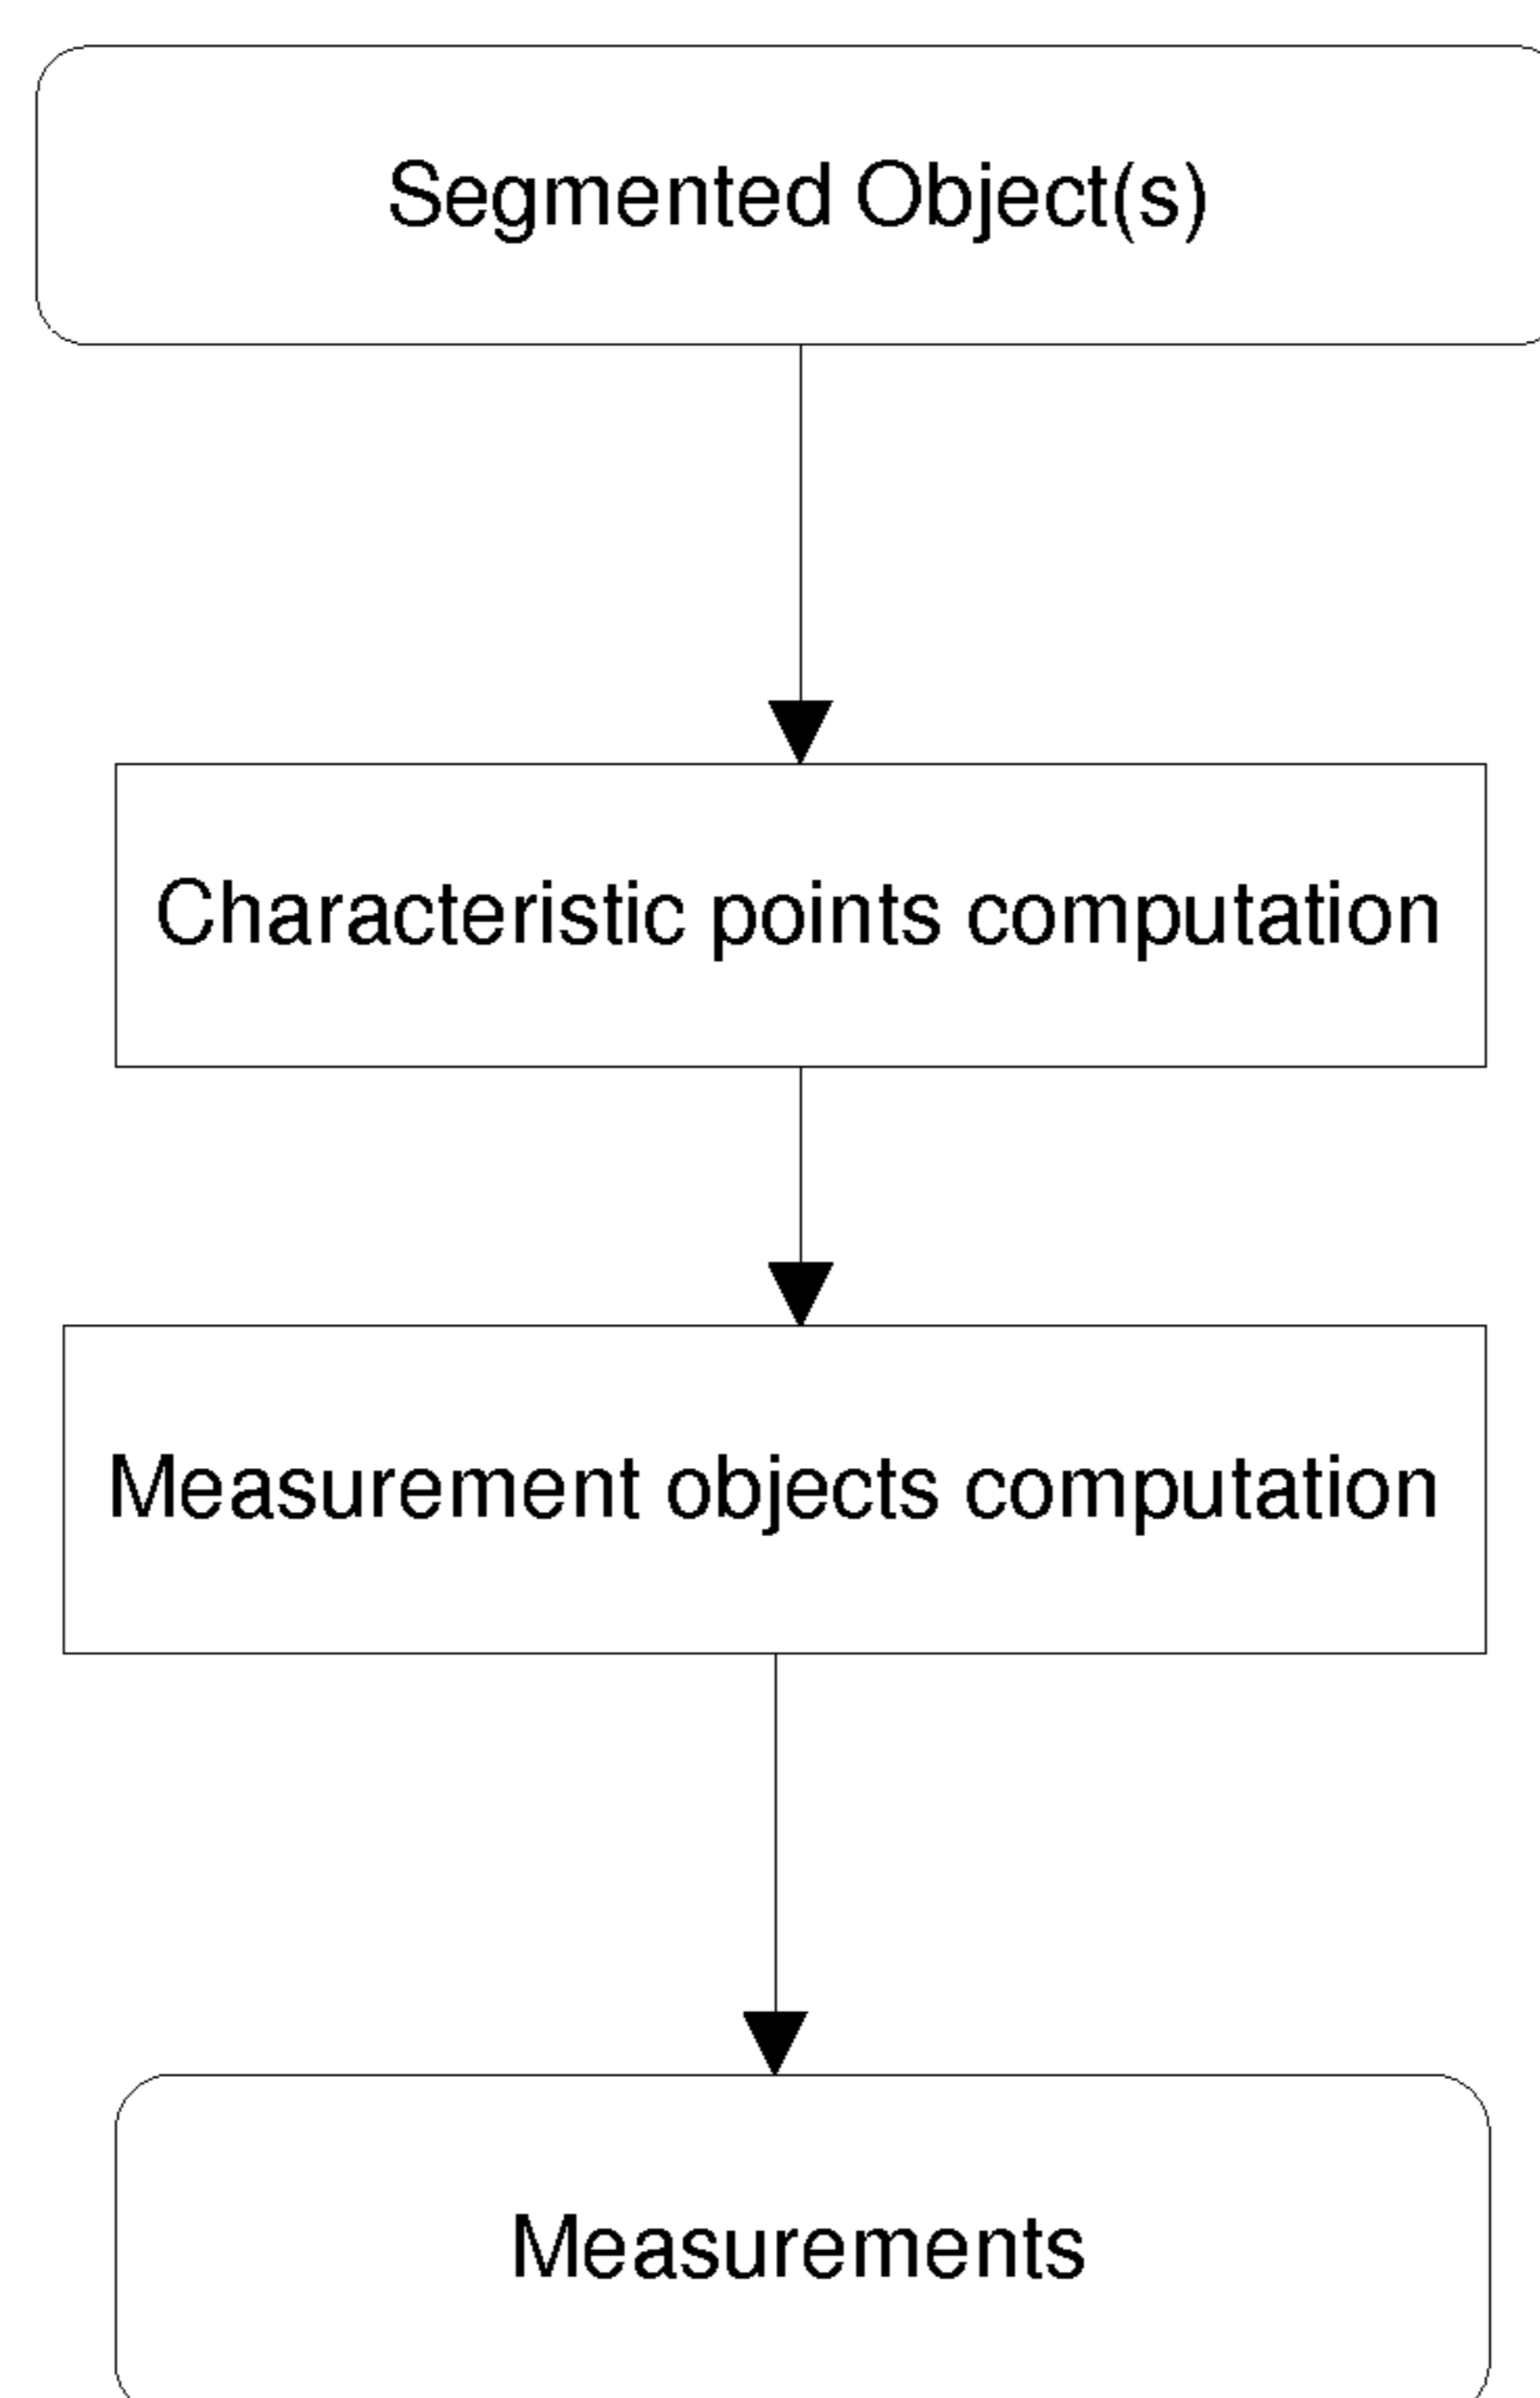 Segmented Object(s)
Characteristic points computation
Measurement objects computation
Measurements